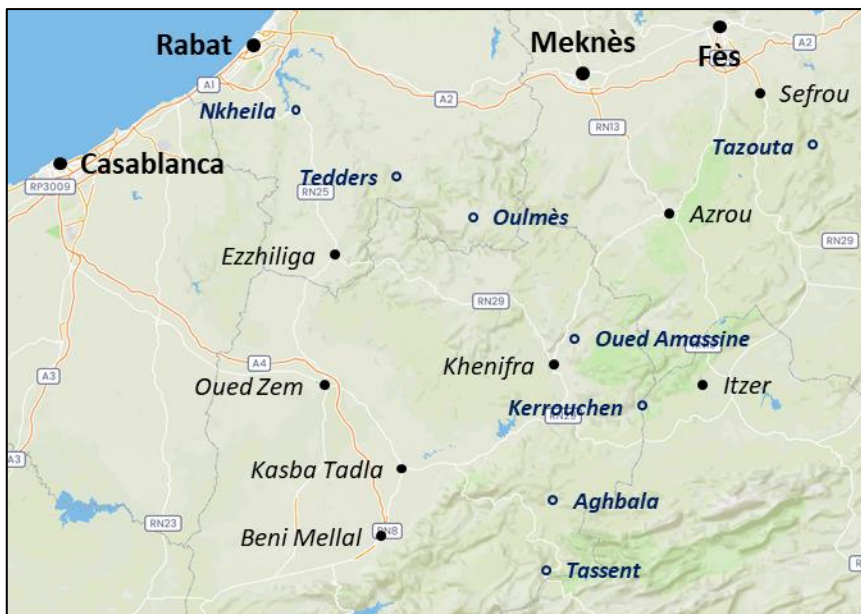 Rabat
Meknès
Fès
A2
A2
A1
A2
Sefrou
Nkheila
RN13
Tazouta
Casablanca
RP3009
Tedders
RN25
Oulmès
Azrou
RN29
Ezzhiliga
RN29
Oued Amassine
A4
Khenifra
A3
Oued Zem
Itzer
Kerrouchen
A3
Kasba Tadla
Aghbala
RN23
Beni Mellal
RN8
Tassent